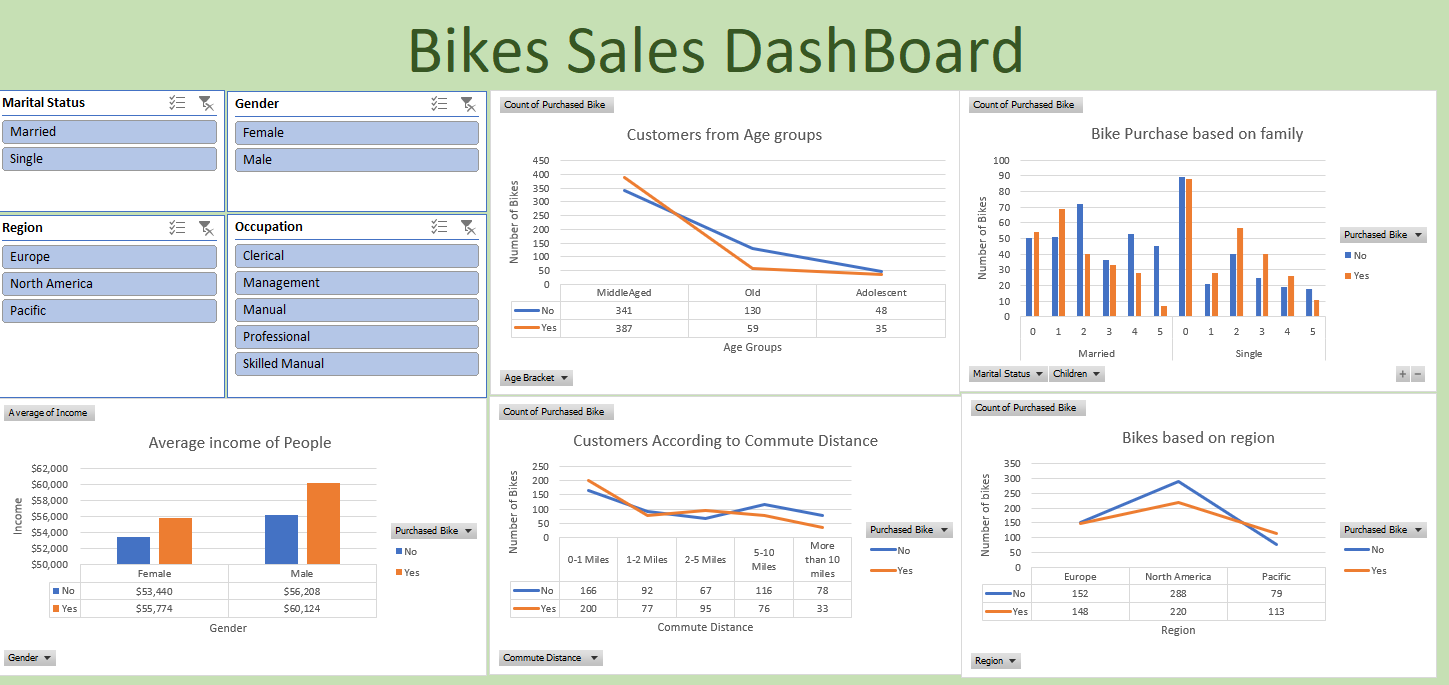 Bikes Sales DashBoard
Marital Status
Married
Single
Gender
Female
Male
Region
Europe
North America
Pacific
Occupation
Clerical
Management
Manual
Professional
Skilled Manual
Count of Purchased Bike
Customers from Age groups
Number of Bikes
450
400
350
300
250
200
150
100
50
0
MiddleAged Old Adolescent
No 341 130 48
Yes 387 59 35
Age Groups
Age Bracket
Count of Purchased Bike
Bike Purchase based on family
Number of Bikes
100
90
80
70
60
50
40
30
20
10
0
0 1 2 3 4 5 0 1 2 3 4 5
Married Single
Purchased Bike
No
Yes
Marital Status Children
+ −
Average of Income
Average income of People
Income
$62,000
$60,000
$58,000
$56,000
$54,000
$52,000
$50,000
Female Male
No $53,440 $56,208
Yes $55,774 $60,124
Gender
Purchased Bike
No
Yes
Gender
Count of Purchased Bike
Customers According to Commute Distance
Number of Bikes
250
200
150
100
50
0
0-1 Miles 1-2 Miles 2-5 Miles 5-10 Miles More than 10 miles
No 166 92 67 116 78
Yes 200 77 95 76 33
Commute Distance
Purchased Bike
No
Yes
Commute Distance
Count of Purchased Bike
Bikes based on region
Number of bikes
350
300
250
200
150
100
50
0
Europe North America Pacific
No 152 288 79
Yes 148 220 113
Region
Purchased Bike
No
Yes
Region